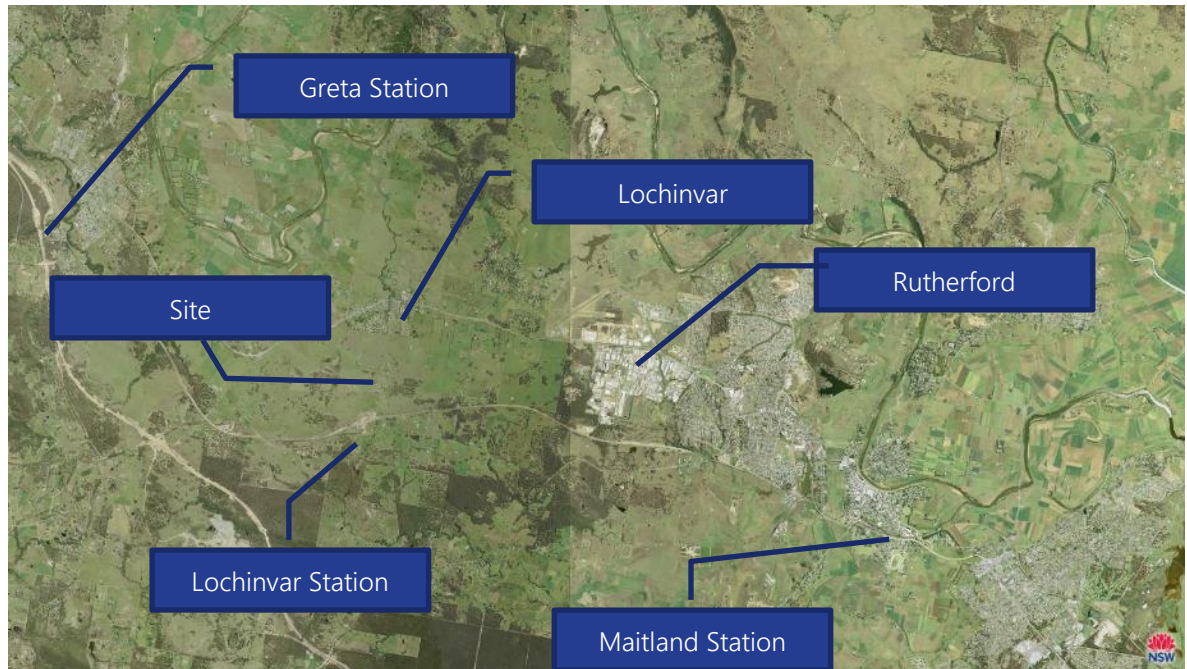 Greta Station
Lochinvar
Rutherford
Site
Lochinvar Station
Maitland Station
NSW